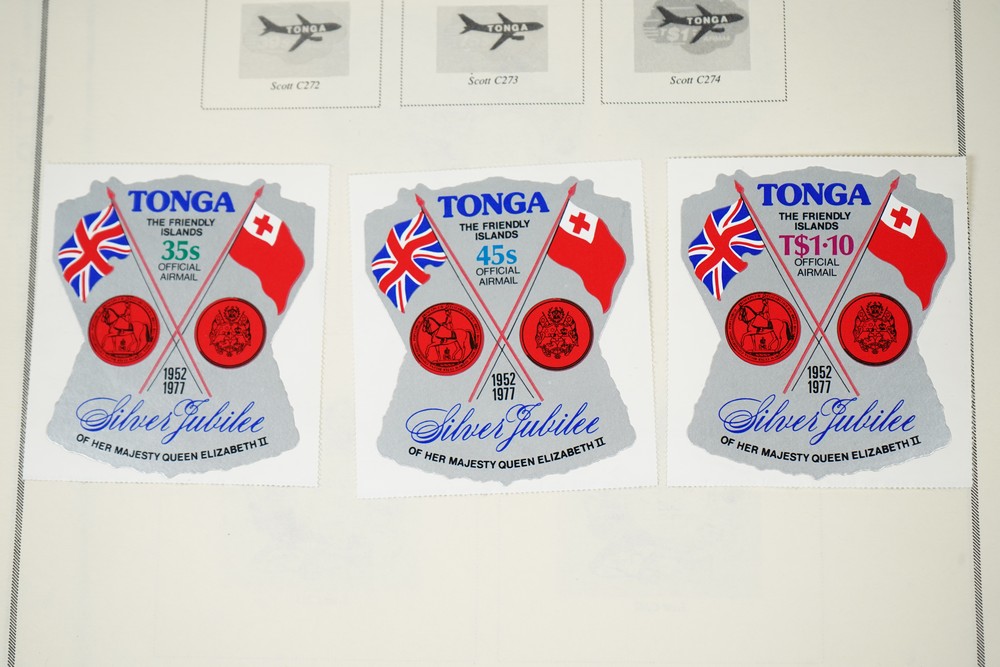 TONGA
TONGA
TONGA
Scott C272
Scott C273
Scott C274
TONGA
THE FRIENDLY
ISLANDS
35s
OFFICIAL
AIRMAIL
1952
1977
Silver Jubilee
OF HER MAJESTY QUEEN ELIZABETH II
TONGA
THE FRIENDLY
ISLANDS
45s
OFFICIAL
AIRMAIL
1952
1977
Silver Jubilee
OF HER MAJESTY QUEEN ELIZABETH II
TONGA
THE FRIENDLY
ISLANDS
T$1·10
OFFICIAL
AIRMAIL
1952
1977
Silver Jubilee
OF HER MAJESTY QUEEN ELIZABETH II